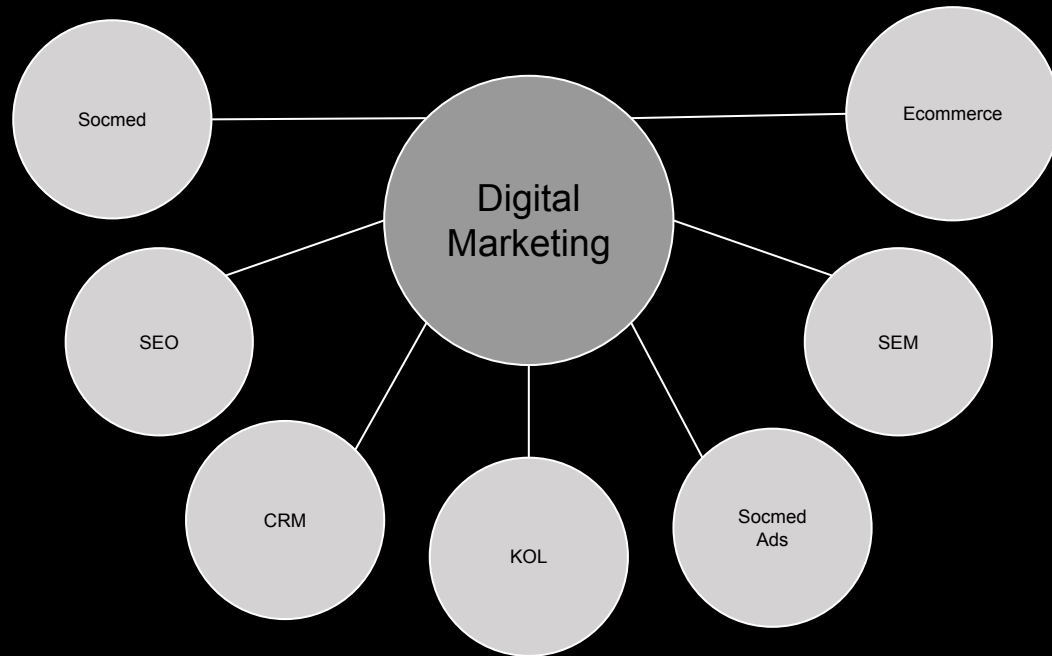 Socmed
Ecommerce
Digital
Marketing
SEO
SEM
CRM
KOL
Socmed
Ads